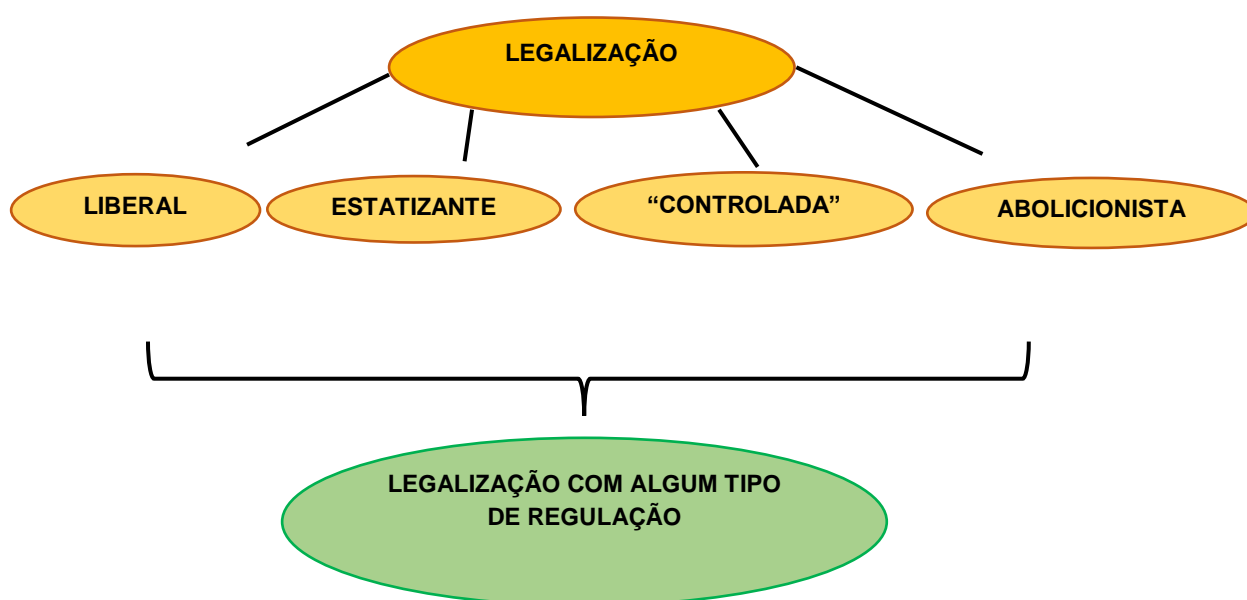 LEGALIZAÇÃO
LIBERAL
ESTATIZANTE
“CONTROLADA”
ABOLICIONISTA
LEGALIZAÇÃO COM ALGUM TIPO
DE REGULAÇÃO